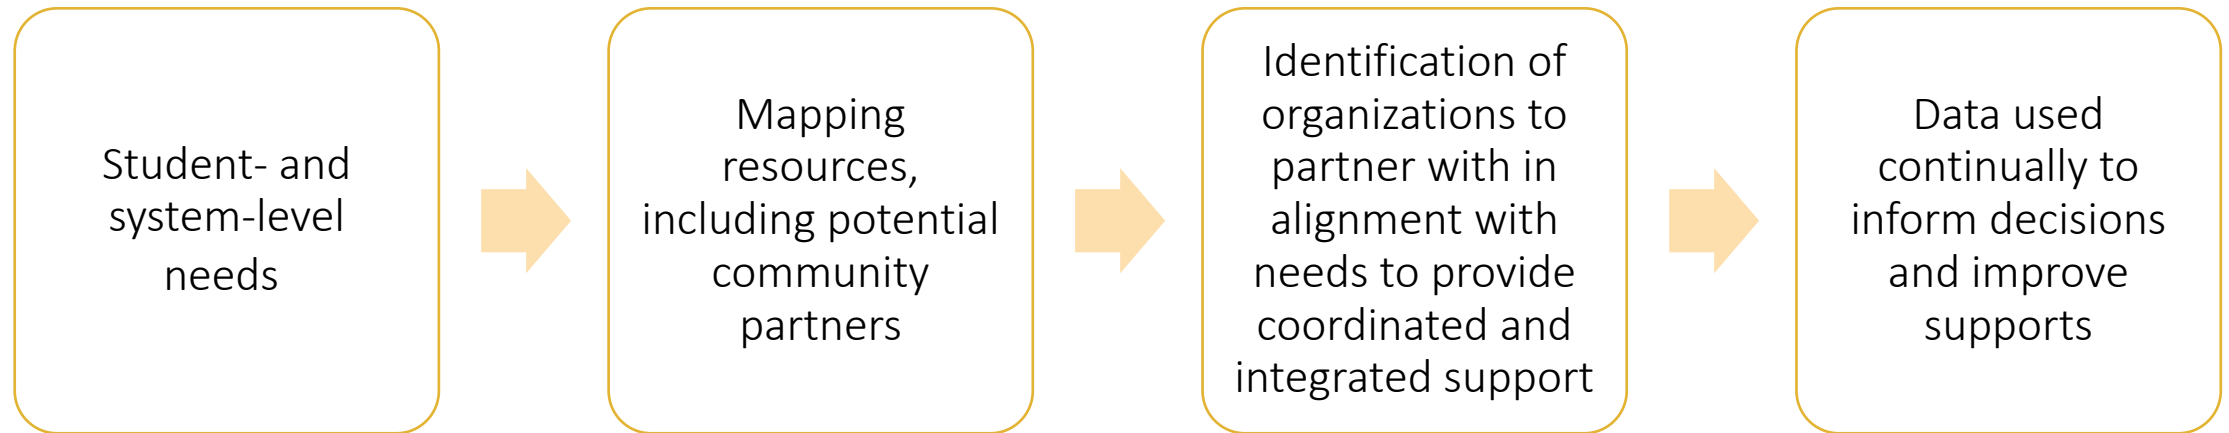 Student- and
system-level
needs
Mapping
resources,
including potential
community
partners
Identification of
organizations to
partner with in
alignment with
needs to provide
coordinated and
integrated support
Data used
continually to
inform decisions
and improve
supports